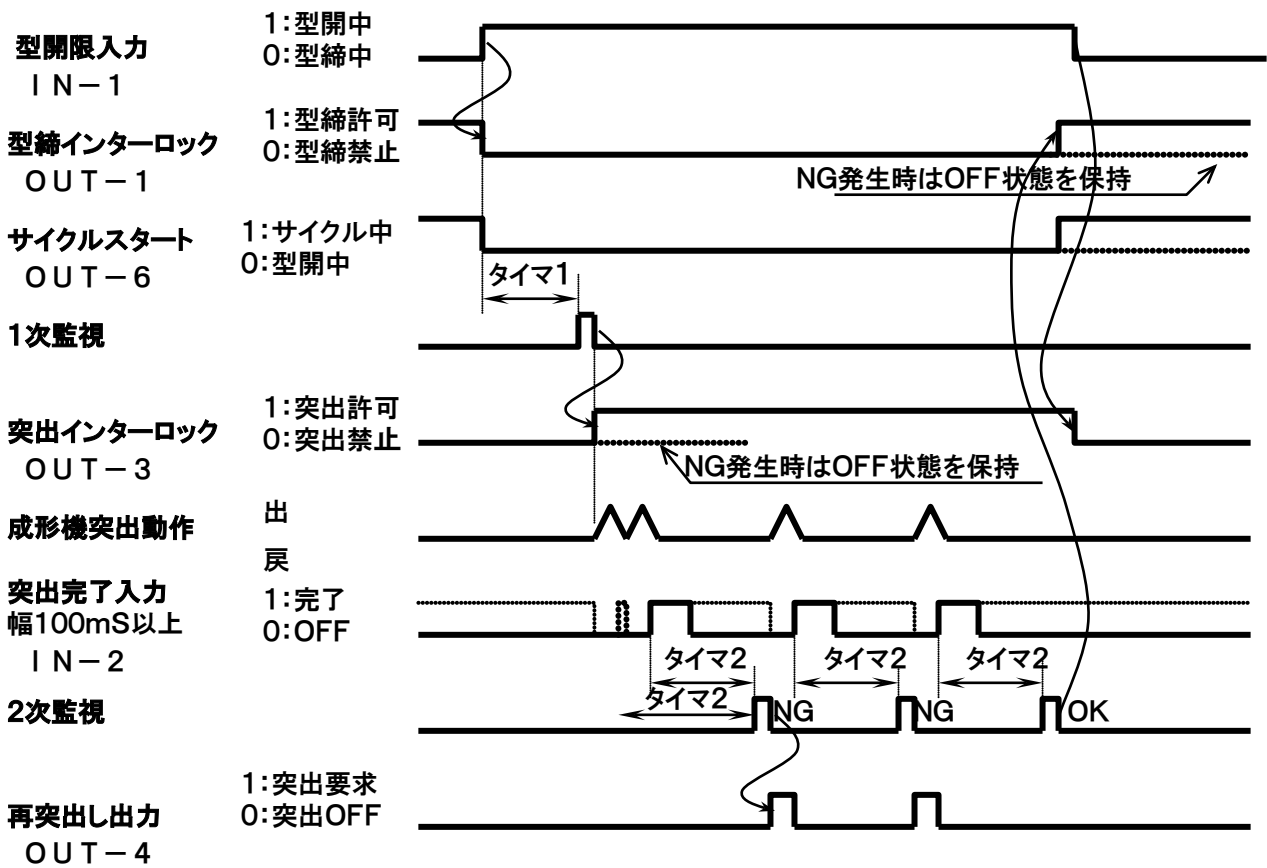 型開限入力
ＩＮ－１
1：型開中
0：型締中
型締インターロック
ＯＵＴ－１
1：型締許可
0：型締禁止
NG発生時はOFF状態を保持
サイクルスタート
ＯＵＴ－６
1：サイクル中
0：型開中
タイマ1
1次監視
突出インターロック
ＯＵＴ－３
1：突出許可
0：突出禁止
NG発生時はOFF状態を保持
成形機突出動作
出
戻
突出完了入力
幅100mS以上
ＩＮ－２
1：完了
0：OFF
タイマ2
タイマ2
タイマ2
タイマ2
2次監視
NG
NG
OK
再突出し出力
ＯＵＴ－４
1：突出要求
0：突出OFF